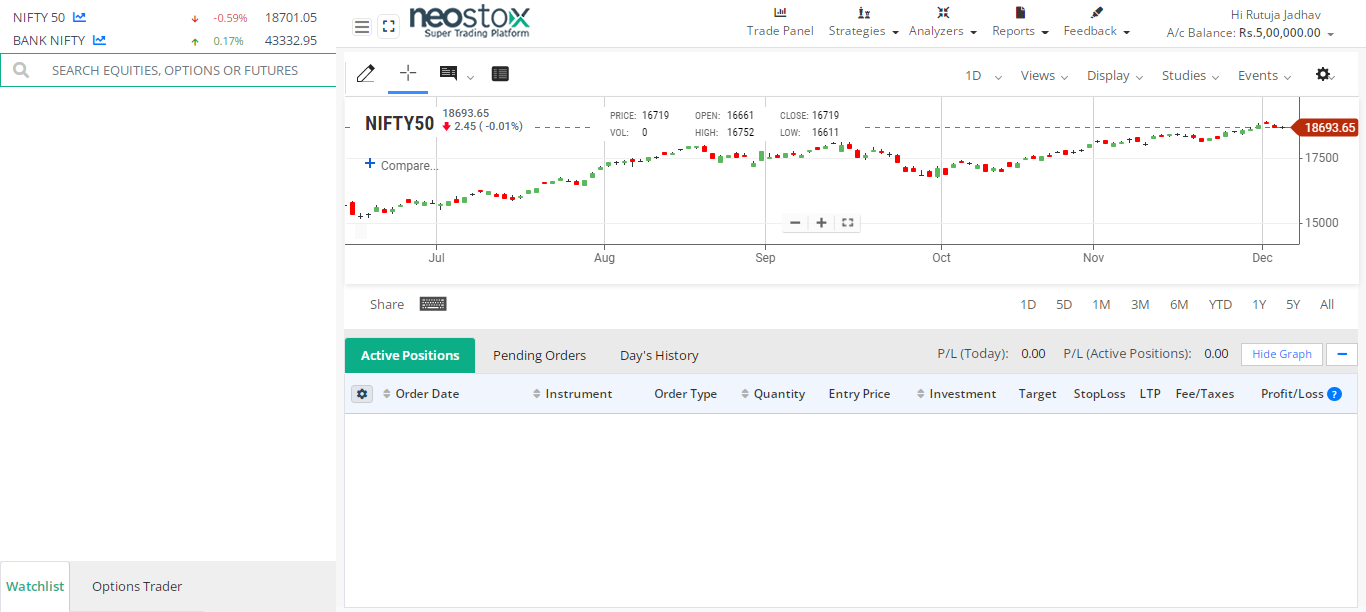 NIFTY 50 -0.59% 18701.05
BANK NIFTY 0.17% 43332.95
SEARCH EQUITIES, OPTIONS OR FUTURES
neostox
Super Trading Platform
Trade Panel Strategies Analyzers Reports Feedback
Hi Rutuja Jadhav
A/c Balance: Rs.5,00,000.00
1D Views Display Studies Events
NIFTY50 18693.65
2.45 ( -0.01%)
PRICE: 16719 OPEN: 16661 CLOSE: 16719
VOL: 0 HIGH: 16752 LOW: 16611
Compare...
18693.65
17500
15000
Jul Aug Sep Oct Nov Dec
Share 1D 5D 1M 3M 6M YTD 1Y 5Y All
Active Positions Pending Orders Day's History P/L (Today): 0.00 P/L (Active Positions): 0.00 Hide Graph
Order Date Instrument Order Type Quantity Entry Price Investment Target StopLoss LTP Fee/Taxes Profit/Loss ?
Watchlist Options Trader